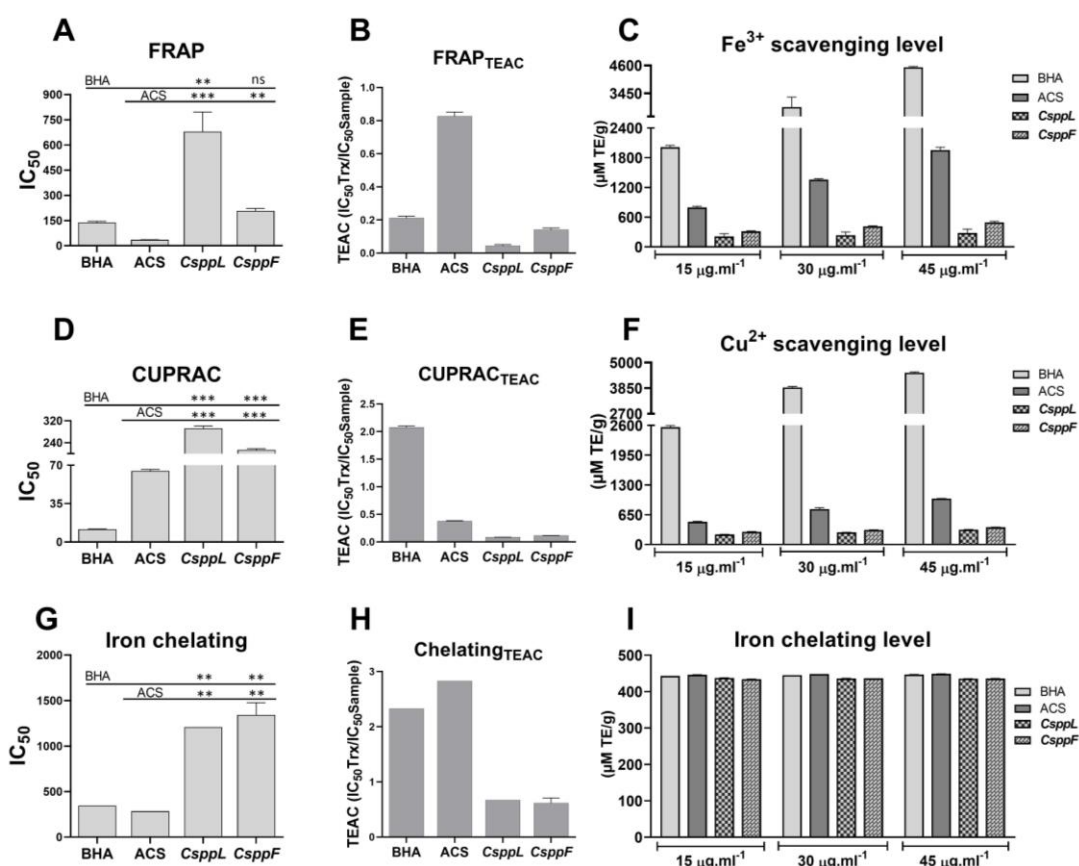 A
FRAP
BHA ** ns
ACS *** **
IC50
900
750
600
450
300
150
0
BHA ACS CsppL CsppF
B
FRAPTEAC
TEAC (IC50Trx/IC50Sample)
1.0
0.8
0.6
0.4
0.2
0.0
BHA ACS CsppL CsppF
C
Fe3+ scavenging level
(µM TE/g)
4600
3450
2400
1800
1200
600
0
15 µg.ml-1 30 µg.ml-1 45 µg.ml-1
BHA
ACS
CsppL
CsppF
D
CUPRAC
BHA *** ***
ACS *** ***
IC50
320
240
70
35
0
BHA ACS CsppL CsppF
E
CUPRACTEAC
TEAC (IC50Trx/IC50Sample)
2.5
2.0
1.5
1.0
0.5
0.0
BHA ACS CsppL CsppF
F
Cu2+ scavenging level
(µM TE/g)
5000
3850
2700
2600
1950
1300
650
0
15 µg.ml-1 30 µg.ml-1 45 µg.ml-1
BHA
ACS
CsppL
CsppF
G
Iron chelating
BHA ** **
ACS ** **
IC50
2000
1500
1000
500
0
BHA ACS CsppL CsppF
H
ChelatingTEAC
TEAC (IC50Trx/IC50Sample)
3
2
1
0
BHA ACS CsppL CsppF
I
Iron chelating level
(µM TE/g)
500
400
300
200
100
0
15 µg.ml-1 30 µg.ml-1 45 µg.ml-1
BHA
ACS
CsppL
CsppF